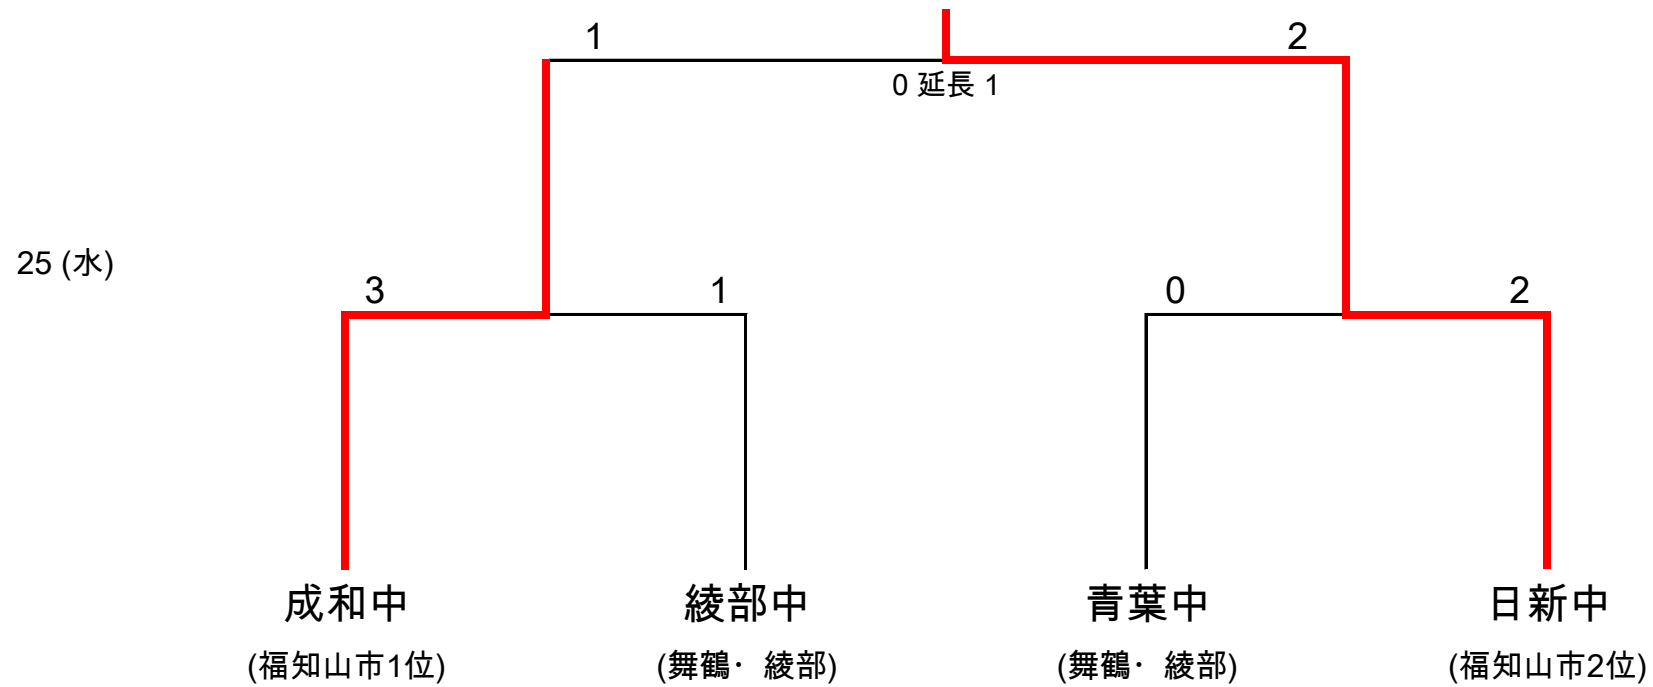 1 2
0 延長 1
25 (水)
3 1 0 2
成和中 綾部中 青葉中 日新中
(福知山市1位) (舞鶴・綾部) (舞鶴・綾部) (福知山市2位)